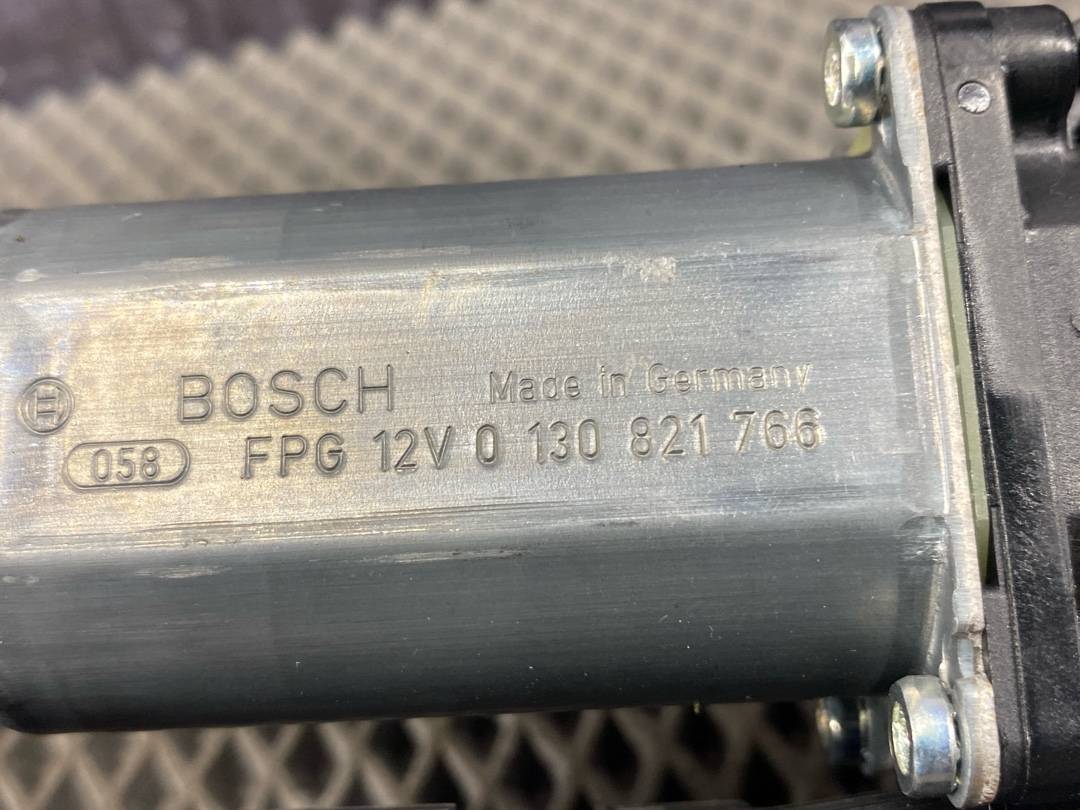 BOSCH Made in Germany
058 FPG 12V 0 130 821 766